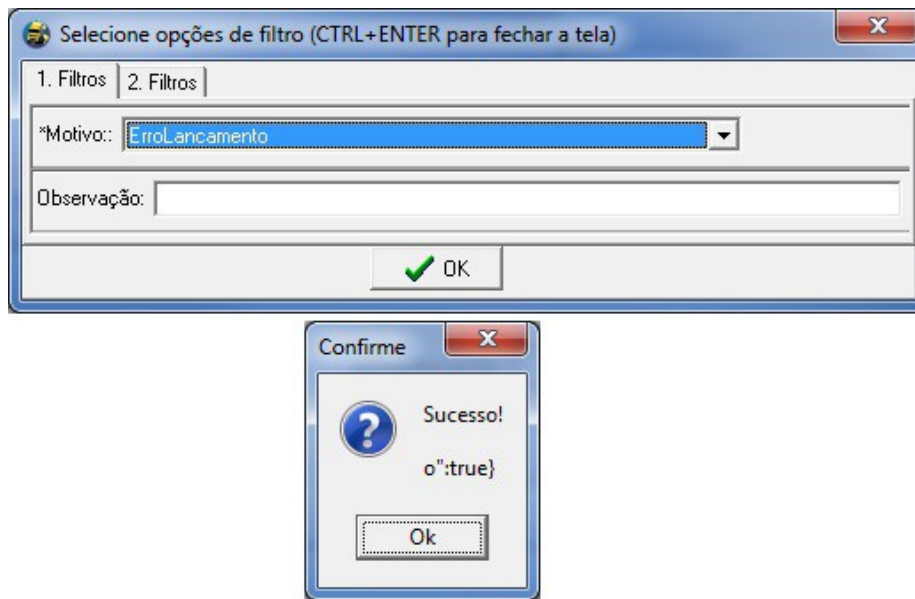 Selecione opções de filtro (CTRL+ENTER para fechar a tela)
1. Filtros 2. Filtros
*Motivo:: ErroLancamento
Observação:
OK
Confirme
Sucesso!
o":true}
Ok